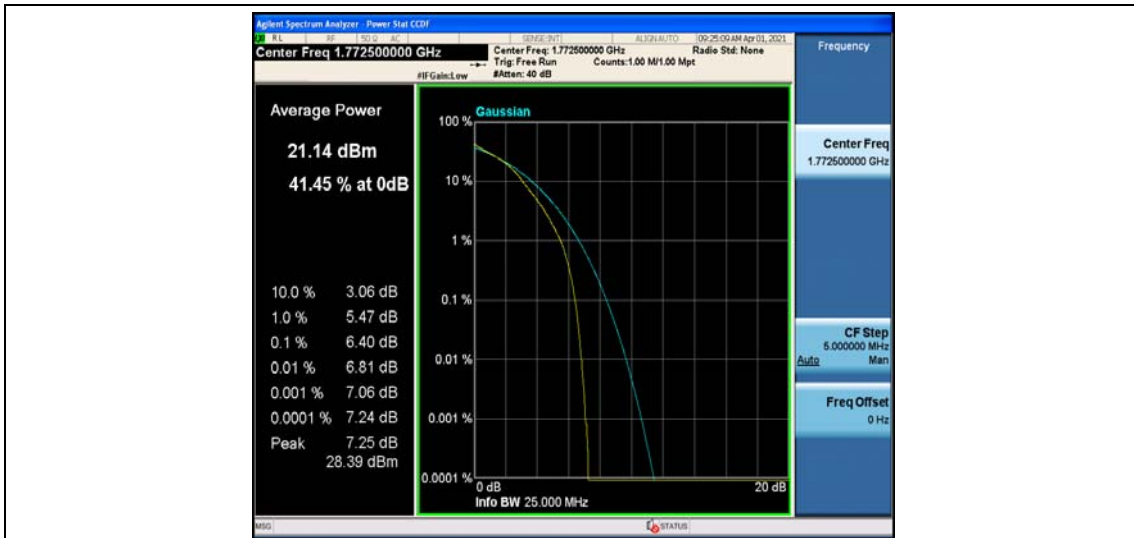 Agilent Spectrum Analyzer - Power Stat CCDF
RL RF 50 Ω AC SENSE:INT ALIGN AUTO 09:25:09 AM Apr 01, 2021
Center Freq 1.772500000 GHz
Center Freq: 1.772500000 GHz Radio Std: None
Trig: Free Run Counts:1.00 M/1.00 Mpt
#IFGain:Low #Atten: 40 dB
Frequency
Average Power
21.14 dBm
41.45 % at 0dB
10.0 % 3.06 dB
1.0 % 5.47 dB
0.1 % 6.40 dB
0.01 % 6.81 dB
0.001 % 7.06 dB
0.0001 % 7.24 dB
Peak 7.25 dB
28.39 dBm
Gaussian
100 %
10 %
1 %
0.1 %
0.01 %
0.001 %
0.0001 %
0 dB 20 dB
Info BW 25.000 MHz
Center Freq
1.772500000 GHz
CF Step
5.000000 MHz
Auto Man
Freq Offset
0 Hz
MSG STATUS